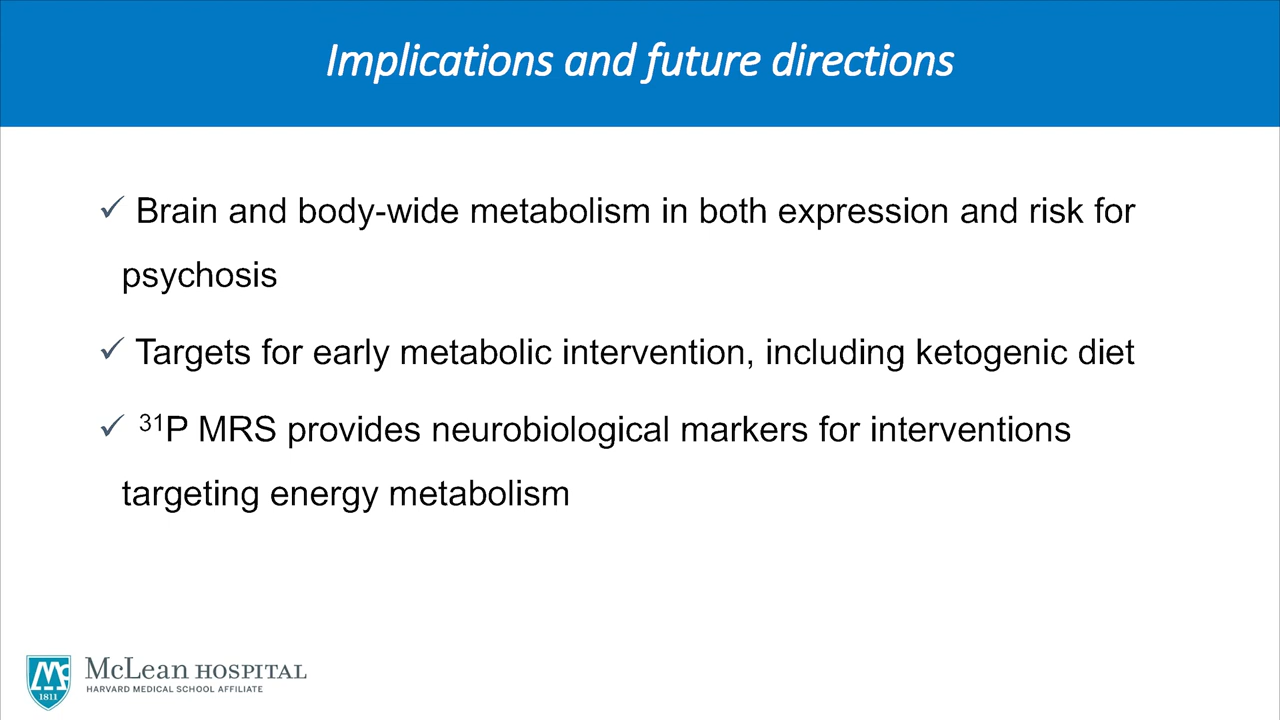 Implications and future directions
✓ Brain and body-wide metabolism in both expression and risk for
psychosis
✓ Targets for early metabolic intervention, including ketogenic diet
✓ ³¹P MRS provides neurobiological markers for interventions
targeting energy metabolism
McLean HOSPITAL
HARVARD MEDICAL SCHOOL AFFILIATE
1811